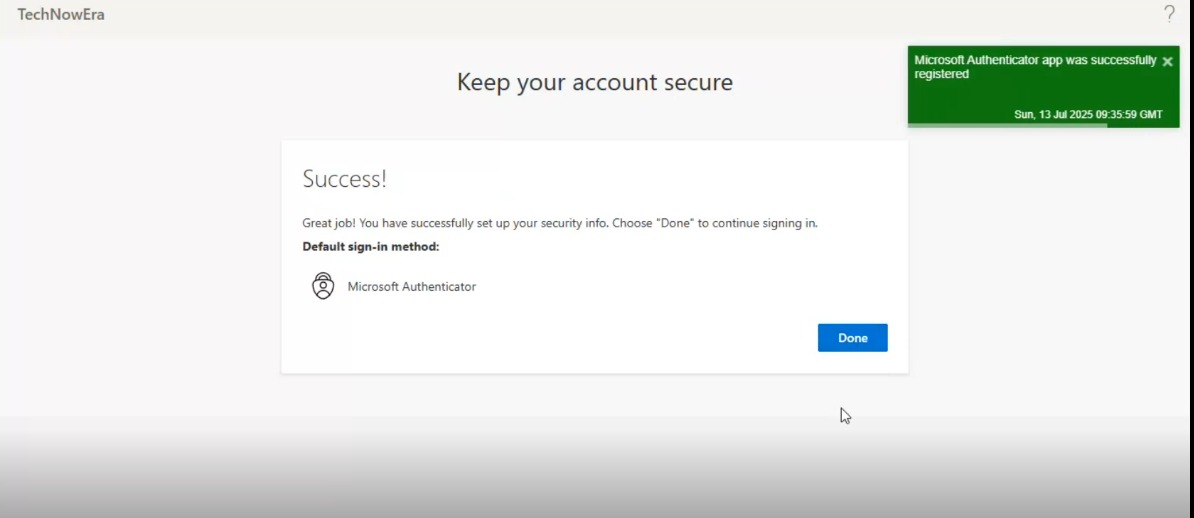 TechNowEra
?
Microsoft Authenticator app was successfully
registered
Sun, 13 Jul 2025 09:35:59 GMT
Keep your account secure
Success!
Great job! You have successfully set up your security info. Choose "Done" to continue signing in.
Default sign-in method:
Microsoft Authenticator
Done